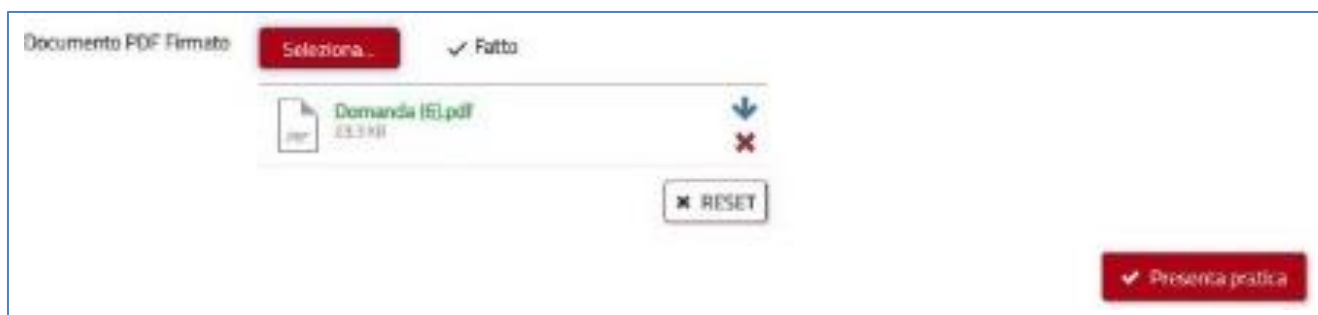 Documento PDF Firmato
Seleziona...
Fatto
Domanda (6).pdf
RESET
Presenta pratica